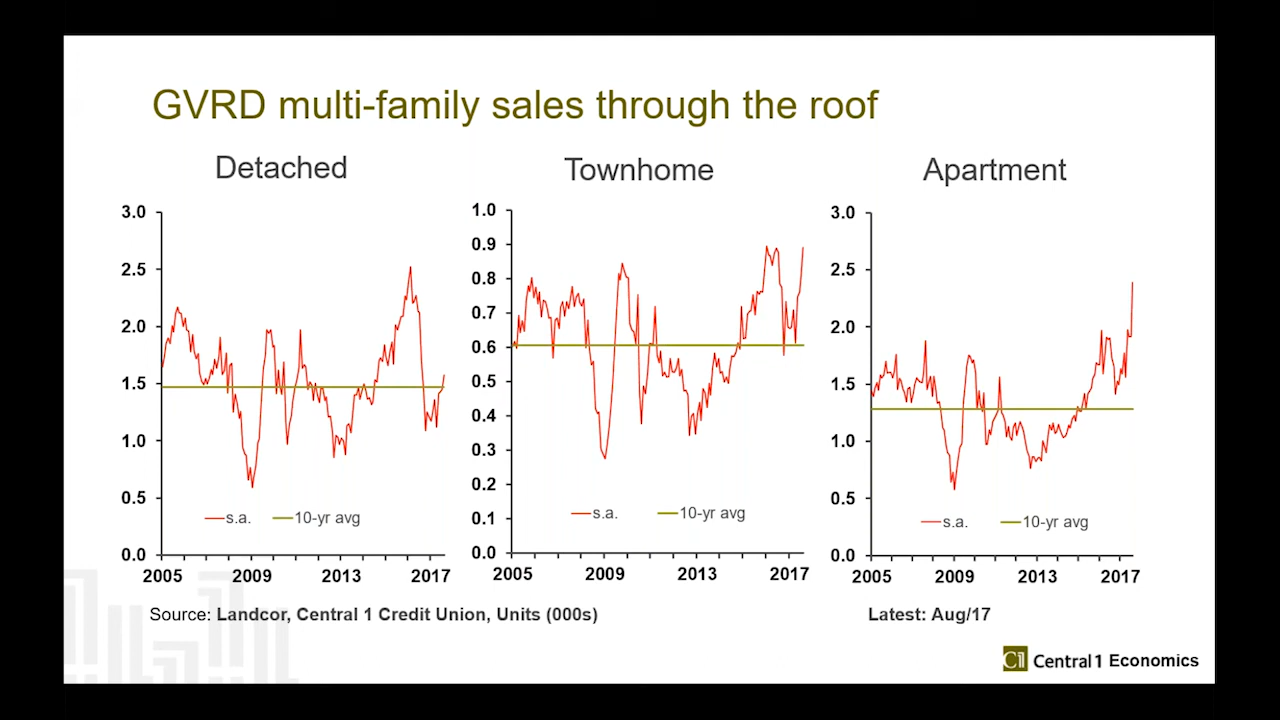 GVRD multi-family sales through the roof
Detached
Townhome
Apartment
3.0
2.5
2.0
1.5
1.0
0.5
0.0
s.a.
10-yr avg
2005
2009
2013
2017
1.0
0.9
0.8
0.7
0.6
0.5
0.4
0.3
0.2
0.1
0.0
s.a.
10-yr avg
2005
2009
2013
2017
3.0
2.5
2.0
1.5
1.0
0.5
0.0
s.a.
10-yr avg
2005
2009
2013
2017
Source: Landcor, Central 1 Credit Union, Units (000s)
Latest: Aug/17
C1 Central 1 Economics